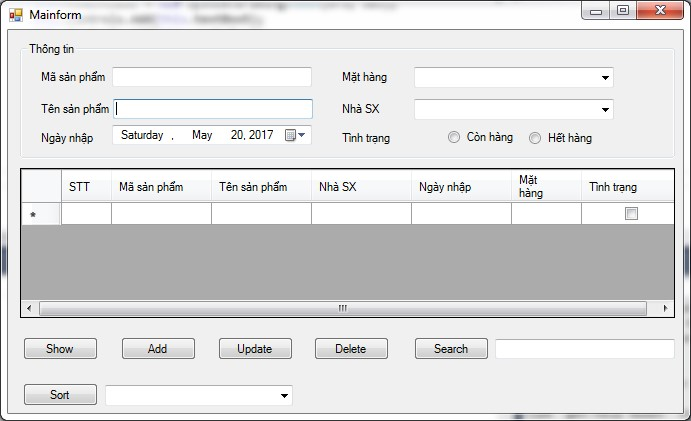 Mainform
Thông tin
Mã sản phẩm
Mặt hàng
Tên sản phẩm
Nhà SX
Ngày nhập
Saturday , May 20, 2017
Tình trạng
Còn hàng
Hết hàng
STT
Mã sản phẩm
Tên sản phẩm
Nhà SX
Ngày nhập
Mặt
hàng
Tình trạng
*
Show
Add
Update
Delete
Search
Sort